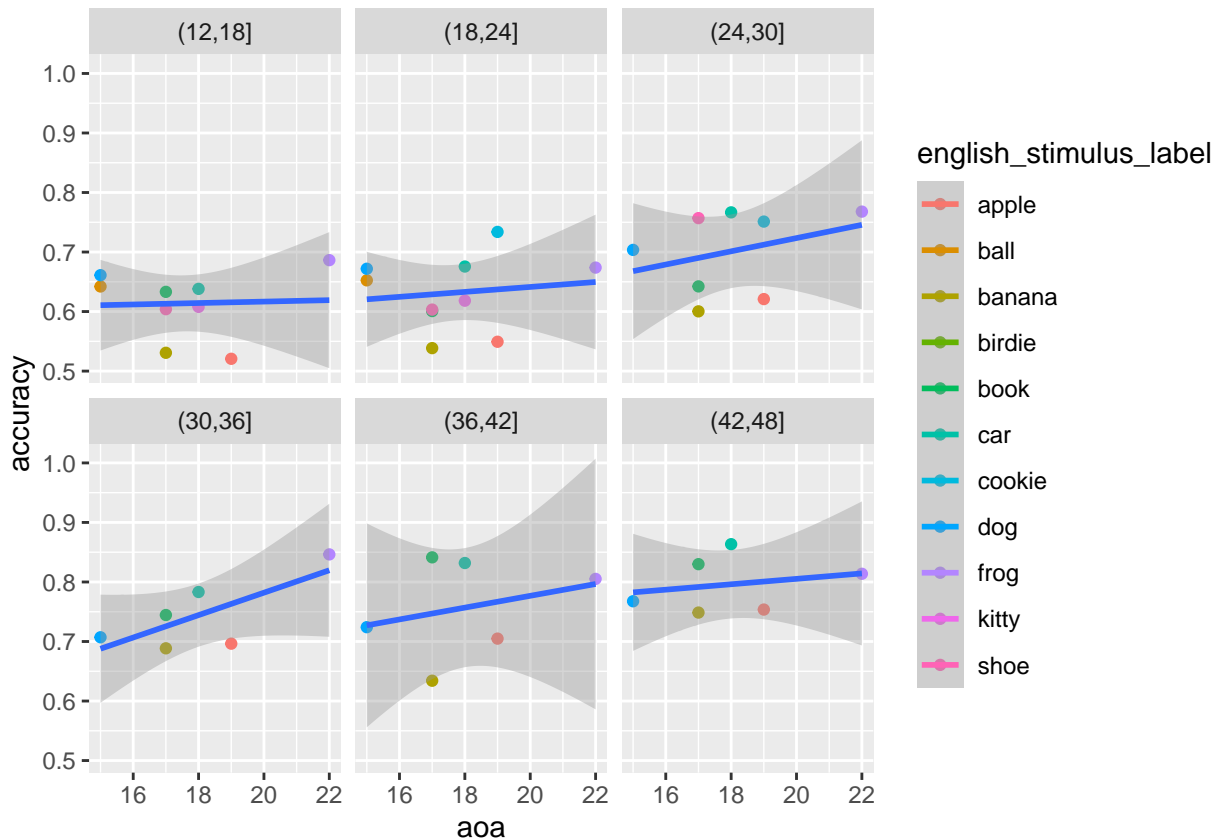 (12,18] (18,24] (24,30]
1.0
0.9
0.8
0.7
0.6
0.5
(30,36] (36,42] (42,48]
1.0
0.9
0.8
0.7
0.6
0.5
16 18 20 22 16 18 20 22 16 18 20 22
aoa
accuracy
english_stimulus_label
apple
ball
banana
birdie
book
car
cookie
dog
frog
kitty
shoe